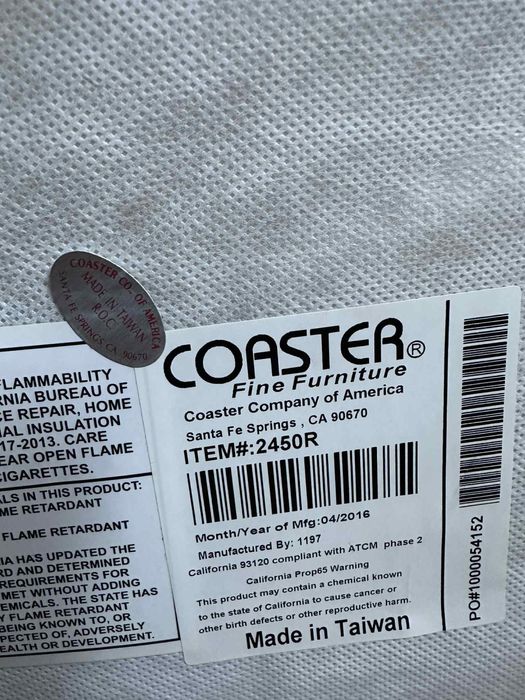 COASTER CO. OF AMERICA
MADE IN TAIWAN
R.O.C.
SANTA FE SPRINGS CA 90670
FLAMMABILITY
RNIA BUREAU OF
CE REPAIR, HOME
AL INSULATION
17-2013. CARE
EAR OPEN FLAME
CIGARETTES.
ALS IN THIS PRODUCT:
ME RETARDANT
FLAME RETARDANT
IA HAS UPDATED THE
RD AND DETERMINED
REQUIREMENTS FOR
MET WITHOUT ADDING
EMICALS. THE STATE HAS
Y FLAME RETARDANT
BEING KNOWN TO, OR
PECTED OF, ADVERSELY
EALTH OR DEVELOPMENT.
COASTER®
Fine Furniture
Coaster Company of America
Santa Fe Springs , CA 90670
ITEM#:2450R
Month/Year of Mfg:04/2016
Manufactured By: 1197
California 93120 compliant with ATCM phase 2
California Prop65 Warning
This product may contain a chemical known
to the state of California to cause cancer or
other birth defects or other reproductive harm.
Made in Taiwan
PO#1000054152